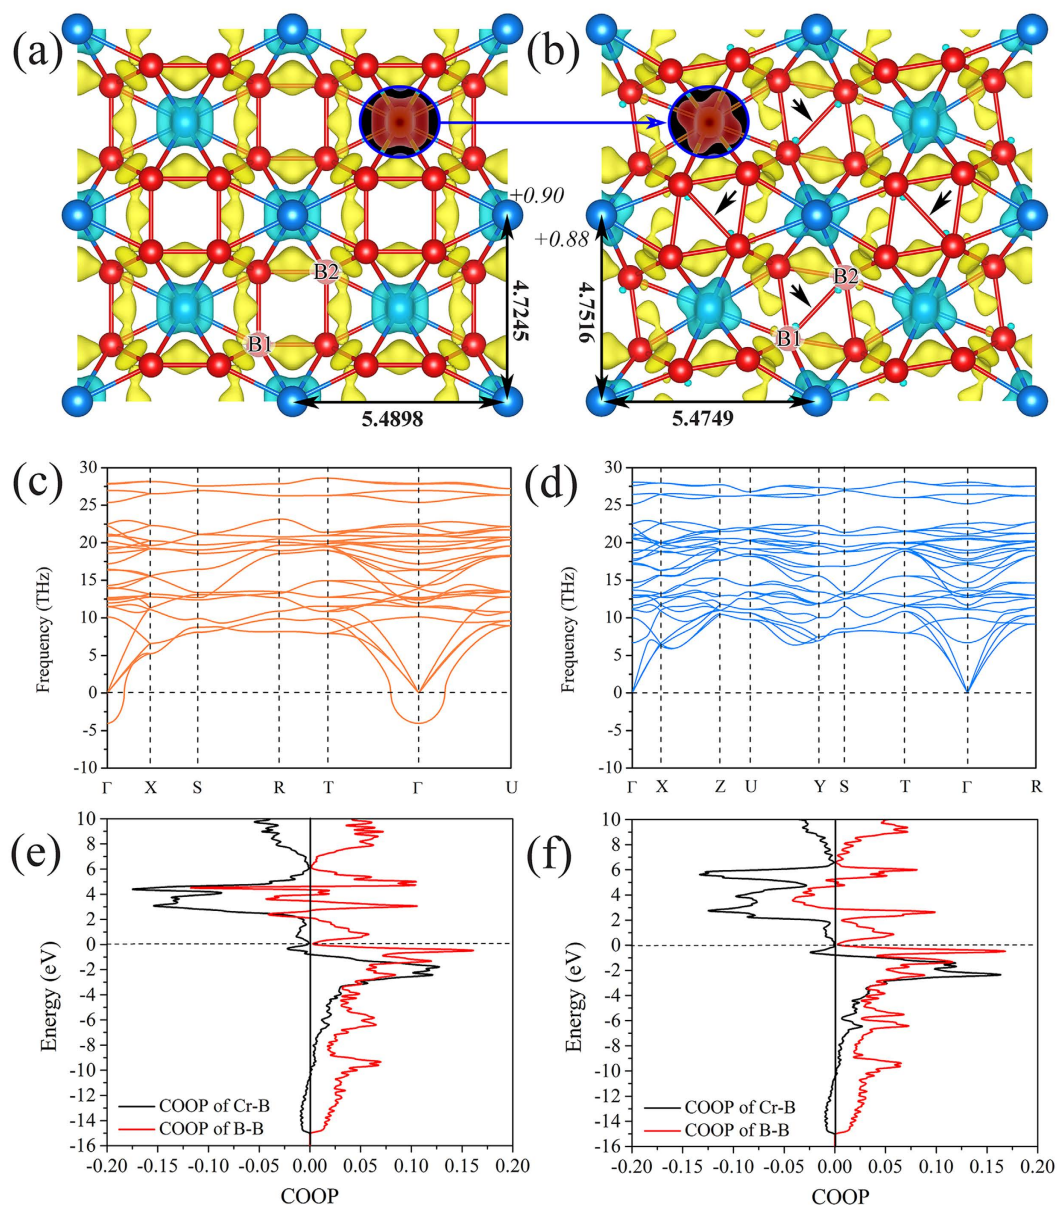 (a)
(b)
+0.90
+0.88
B2
B1
4.7245
5.4898
B2
B1
4.7516
5.4749
(c)
30
25
20
15
10
5
0
-5
-10
Frequency (THz)
Γ X S R T Γ U
(d)
30
25
20
15
10
5
0
-5
-10
Frequency (THz)
Γ X Z U Y S T Γ R
(e)
10
8
6
4
2
0
-2
-4
-6
-8
-10
-12
-14
-16
Energy (eV)
COOP of Cr-B
COOP of B-B
-0.20 -0.15 -0.10 -0.05 0.00 0.05 0.10 0.15 0.20
COOP
(f)
10
8
6
4
2
0
-2
-4
-6
-8
-10
-12
-14
-16
Energy (eV)
COOP of Cr-B
COOP of B-B
-0.20 -0.15 -0.10 -0.05 0.00 0.05 0.10 0.15 0.20
COOP